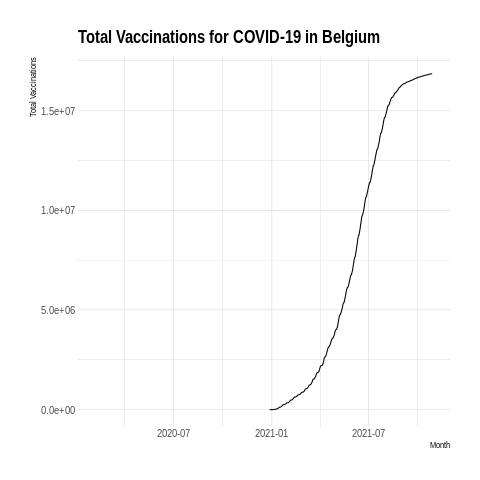 Total Vaccinations for COVID-19 in Belgium
Total Vaccinations
1.5e+07
1.0e+07
5.0e+06
0.0e+00
2020-07
2021-01
2021-07
Month